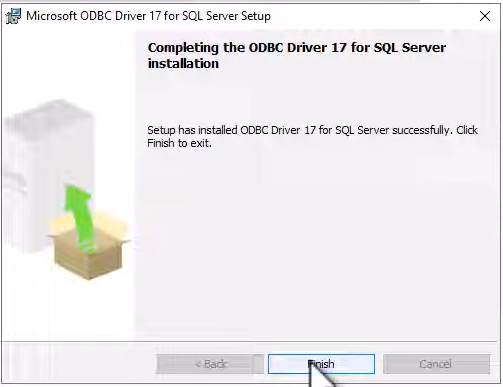 Microsoft ODBC Driver 17 for SQL Server Setup
Completing the ODBC Driver 17 for SQL Server
installation
Setup has installed ODBC Driver 17 for SQL Server successfully. Click
Finish to exit.
< Back Finish Cancel